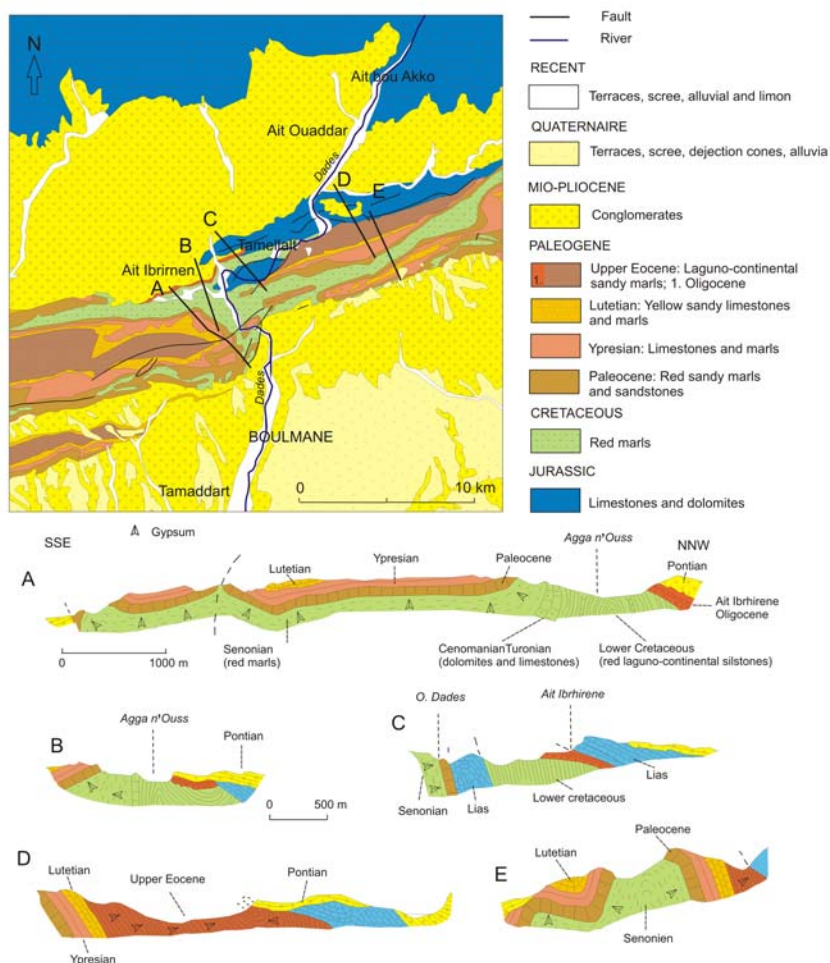 N
Ait bou Akko
Ait Ouaddar
Dades
D
E
C
B
Tamellalt
Ait Ibrirnen
A
Dades
BOULMANE
Tamaddart
0 10 km
Fault
River
RECENT
Terraces, scree, alluvial and limon
QUATERNAIRE
Terraces, scree, dejection cones, alluvia
MIO-PLIOCENE
Conglomerates
PALEOGENE
1
Upper Eocene: Laguno-continental
sandy marls; 1. Oligocene
Lutetian: Yellow sandy limestones
and marls
Ypresian: Limestones and marls
Paleocene: Red sandy marls
and sandstones
CRETACEOUS
Red marls
JURASSIC
Limestones and dolomites
Gypsum
SSE
NNW
A
Lutetian
Ypresian
Paleocene
Agga n'Ouss
Pontian
Ait Ibrhirene
Oligocene
Senonian
(red marls)
CenomanianTuronian
(dolomites and limestones)
Lower Cretaceous
(red laguno-continental silstones)
0 1000 m
B
Agga n'Ouss
Pontian
0 500 m
C
O. Dades
Ait Ibrhirene
Senonian
Lias
Lower cretaceous
Lias
D
Lutetian
Upper Eocene
Pontian
Ypresian
E
Lutetian
Paleocene
Senonien